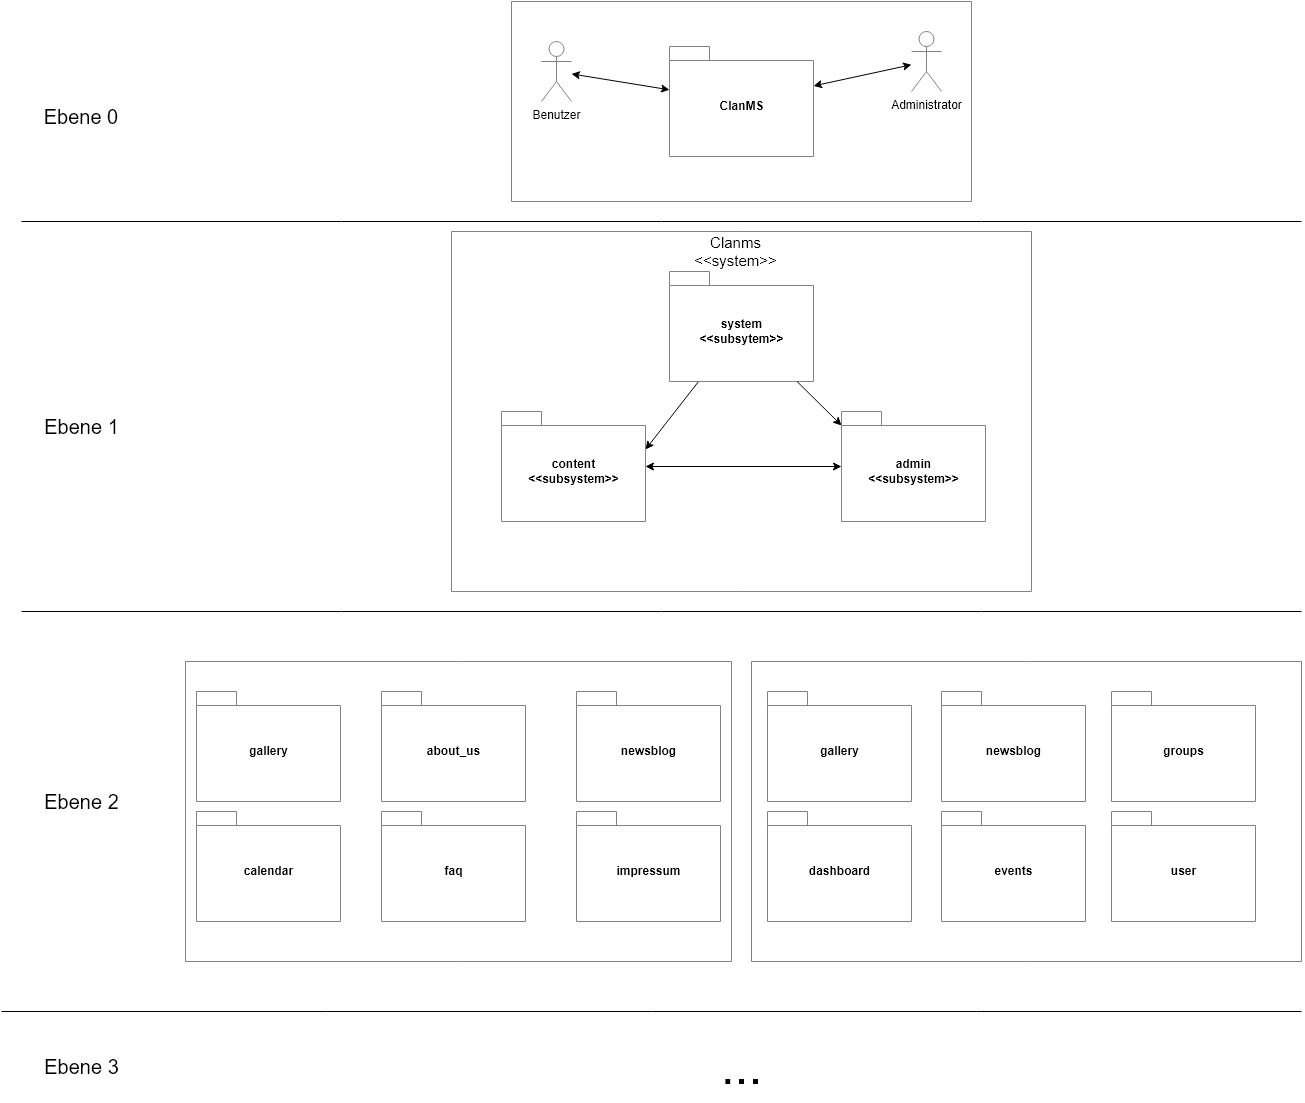 Ebene 0
Benutzer
ClanMS
Administrator
Ebene 1
Clanms
<<system>>
system
<<subsytem>>
content
<<subsystem>>
admin
<<subsystem>>
Ebene 2
gallery
about_us
newsblog
calendar
faq
impressum
gallery
newsblog
groups
dashboard
events
user
Ebene 3
...